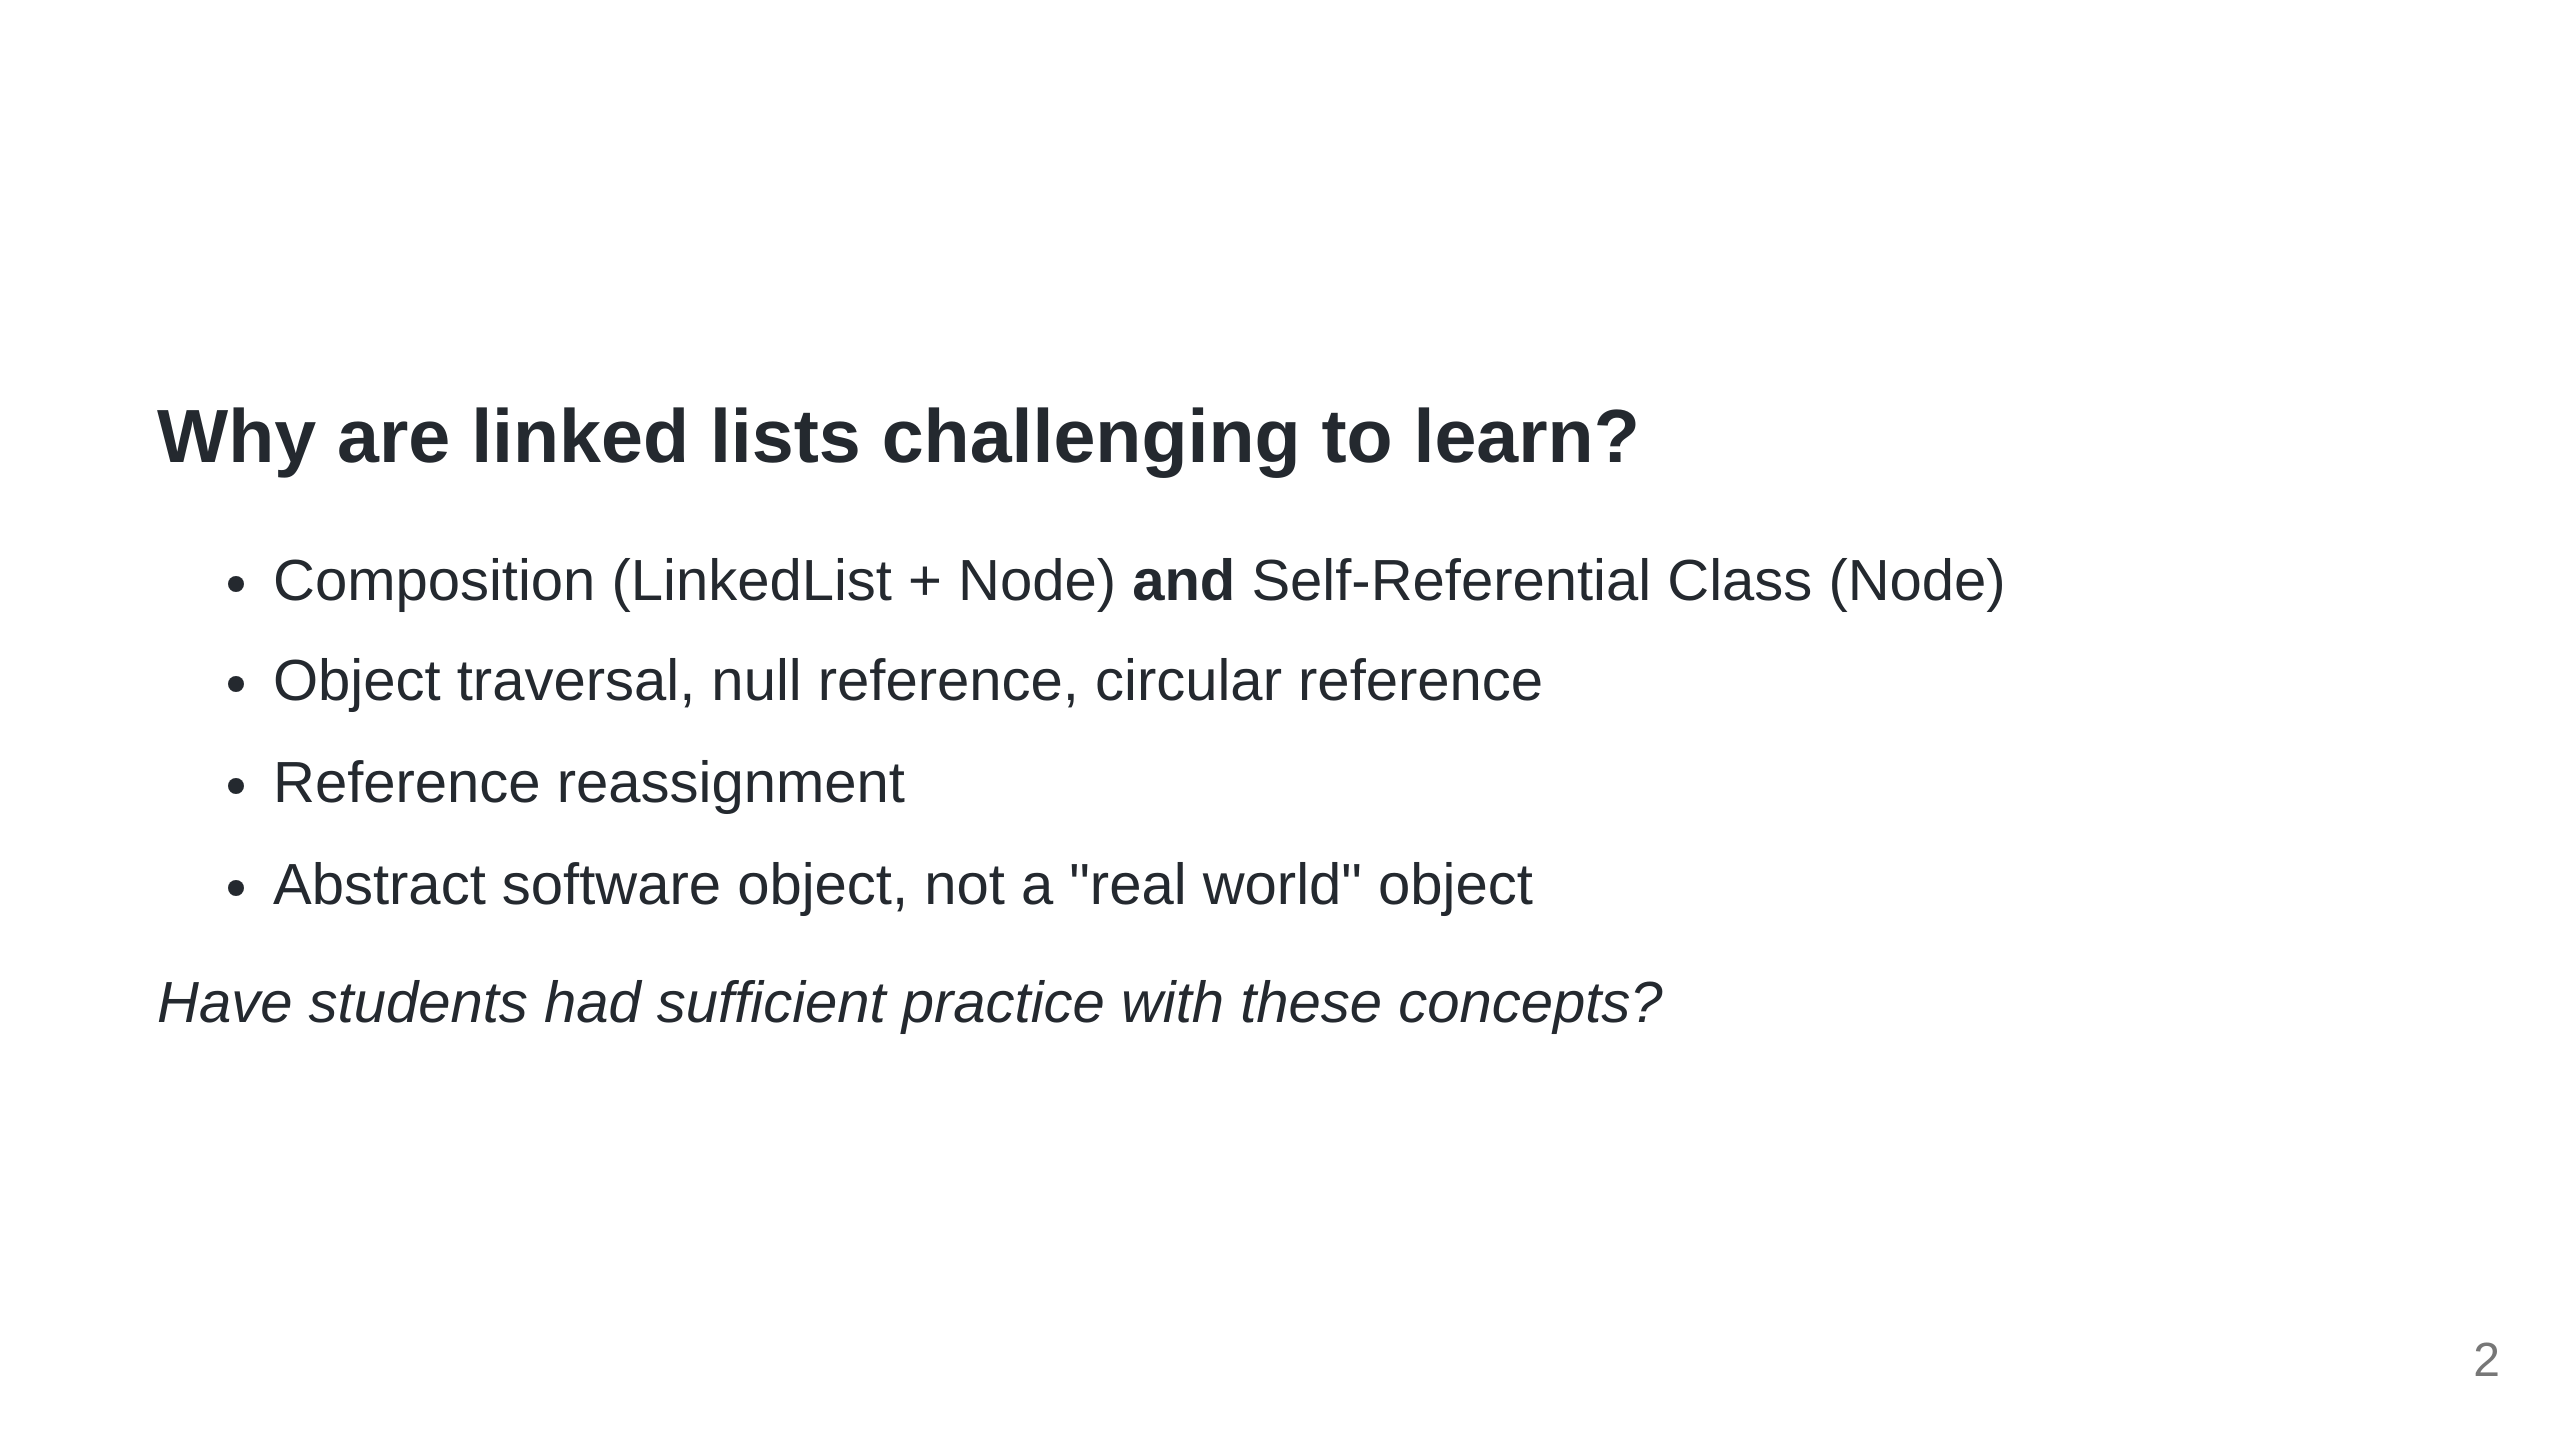 Why are linked lists challenging to learn?
• Composition (LinkedList + Node) and Self-Referential Class (Node)
• Object traversal, null reference, circular reference
• Reference reassignment
• Abstract software object, not a "real world" object
Have students had sufficient practice with these concepts?
2